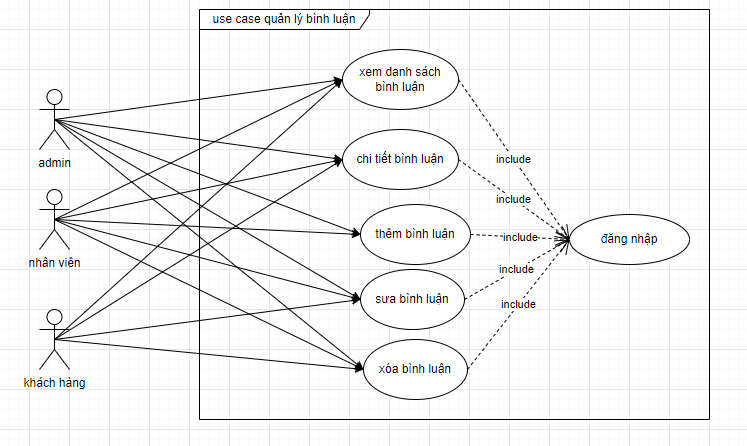 use case quản lý bình luận
xem danh sách
bình luận
admin
chi tiết bình luận
include
include
nhân viên
thêm bình luận
include
đăng nhập
include
sưa bình luận
include
xóa bình luận
khách hàng